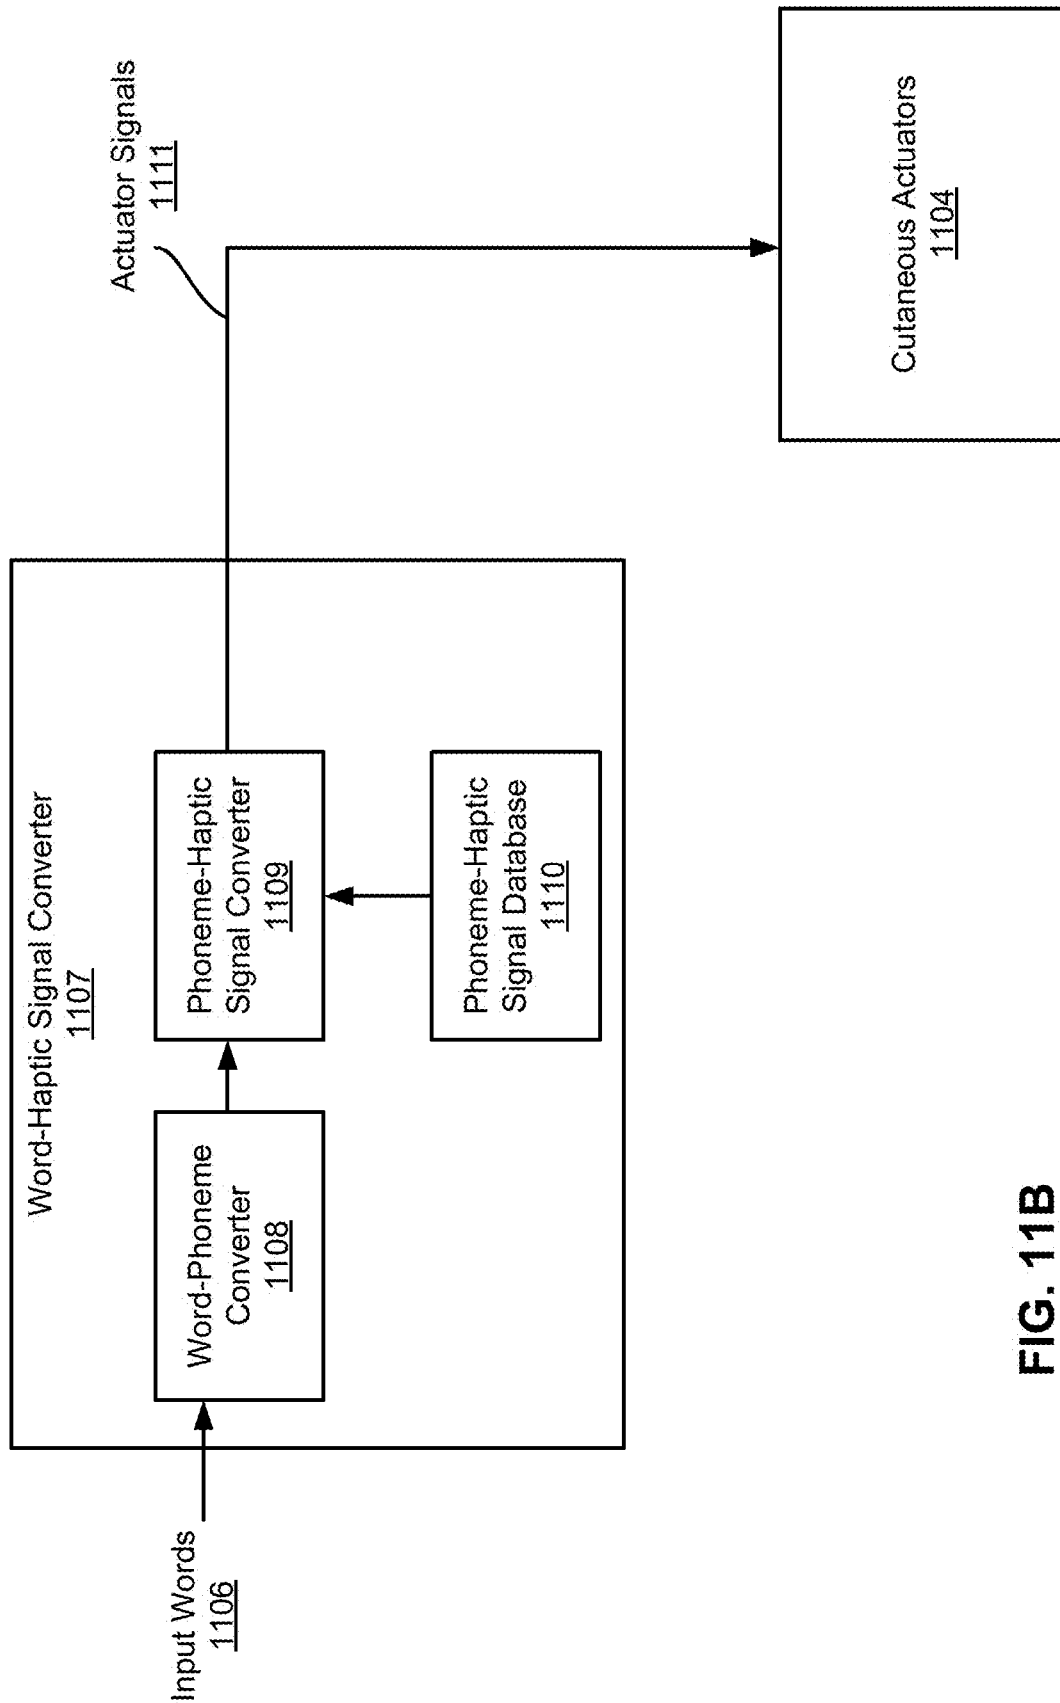 Word-Haptic Signal Converter
1107
Input Words
1106
Word-Phoneme
Converter
1108
Phoneme-Haptic
Signal Converter
1109
Phoneme-Haptic
Signal Database
1110
Actuator Signals
1111
Cutaneous Actuators
1104
FIG. 11B